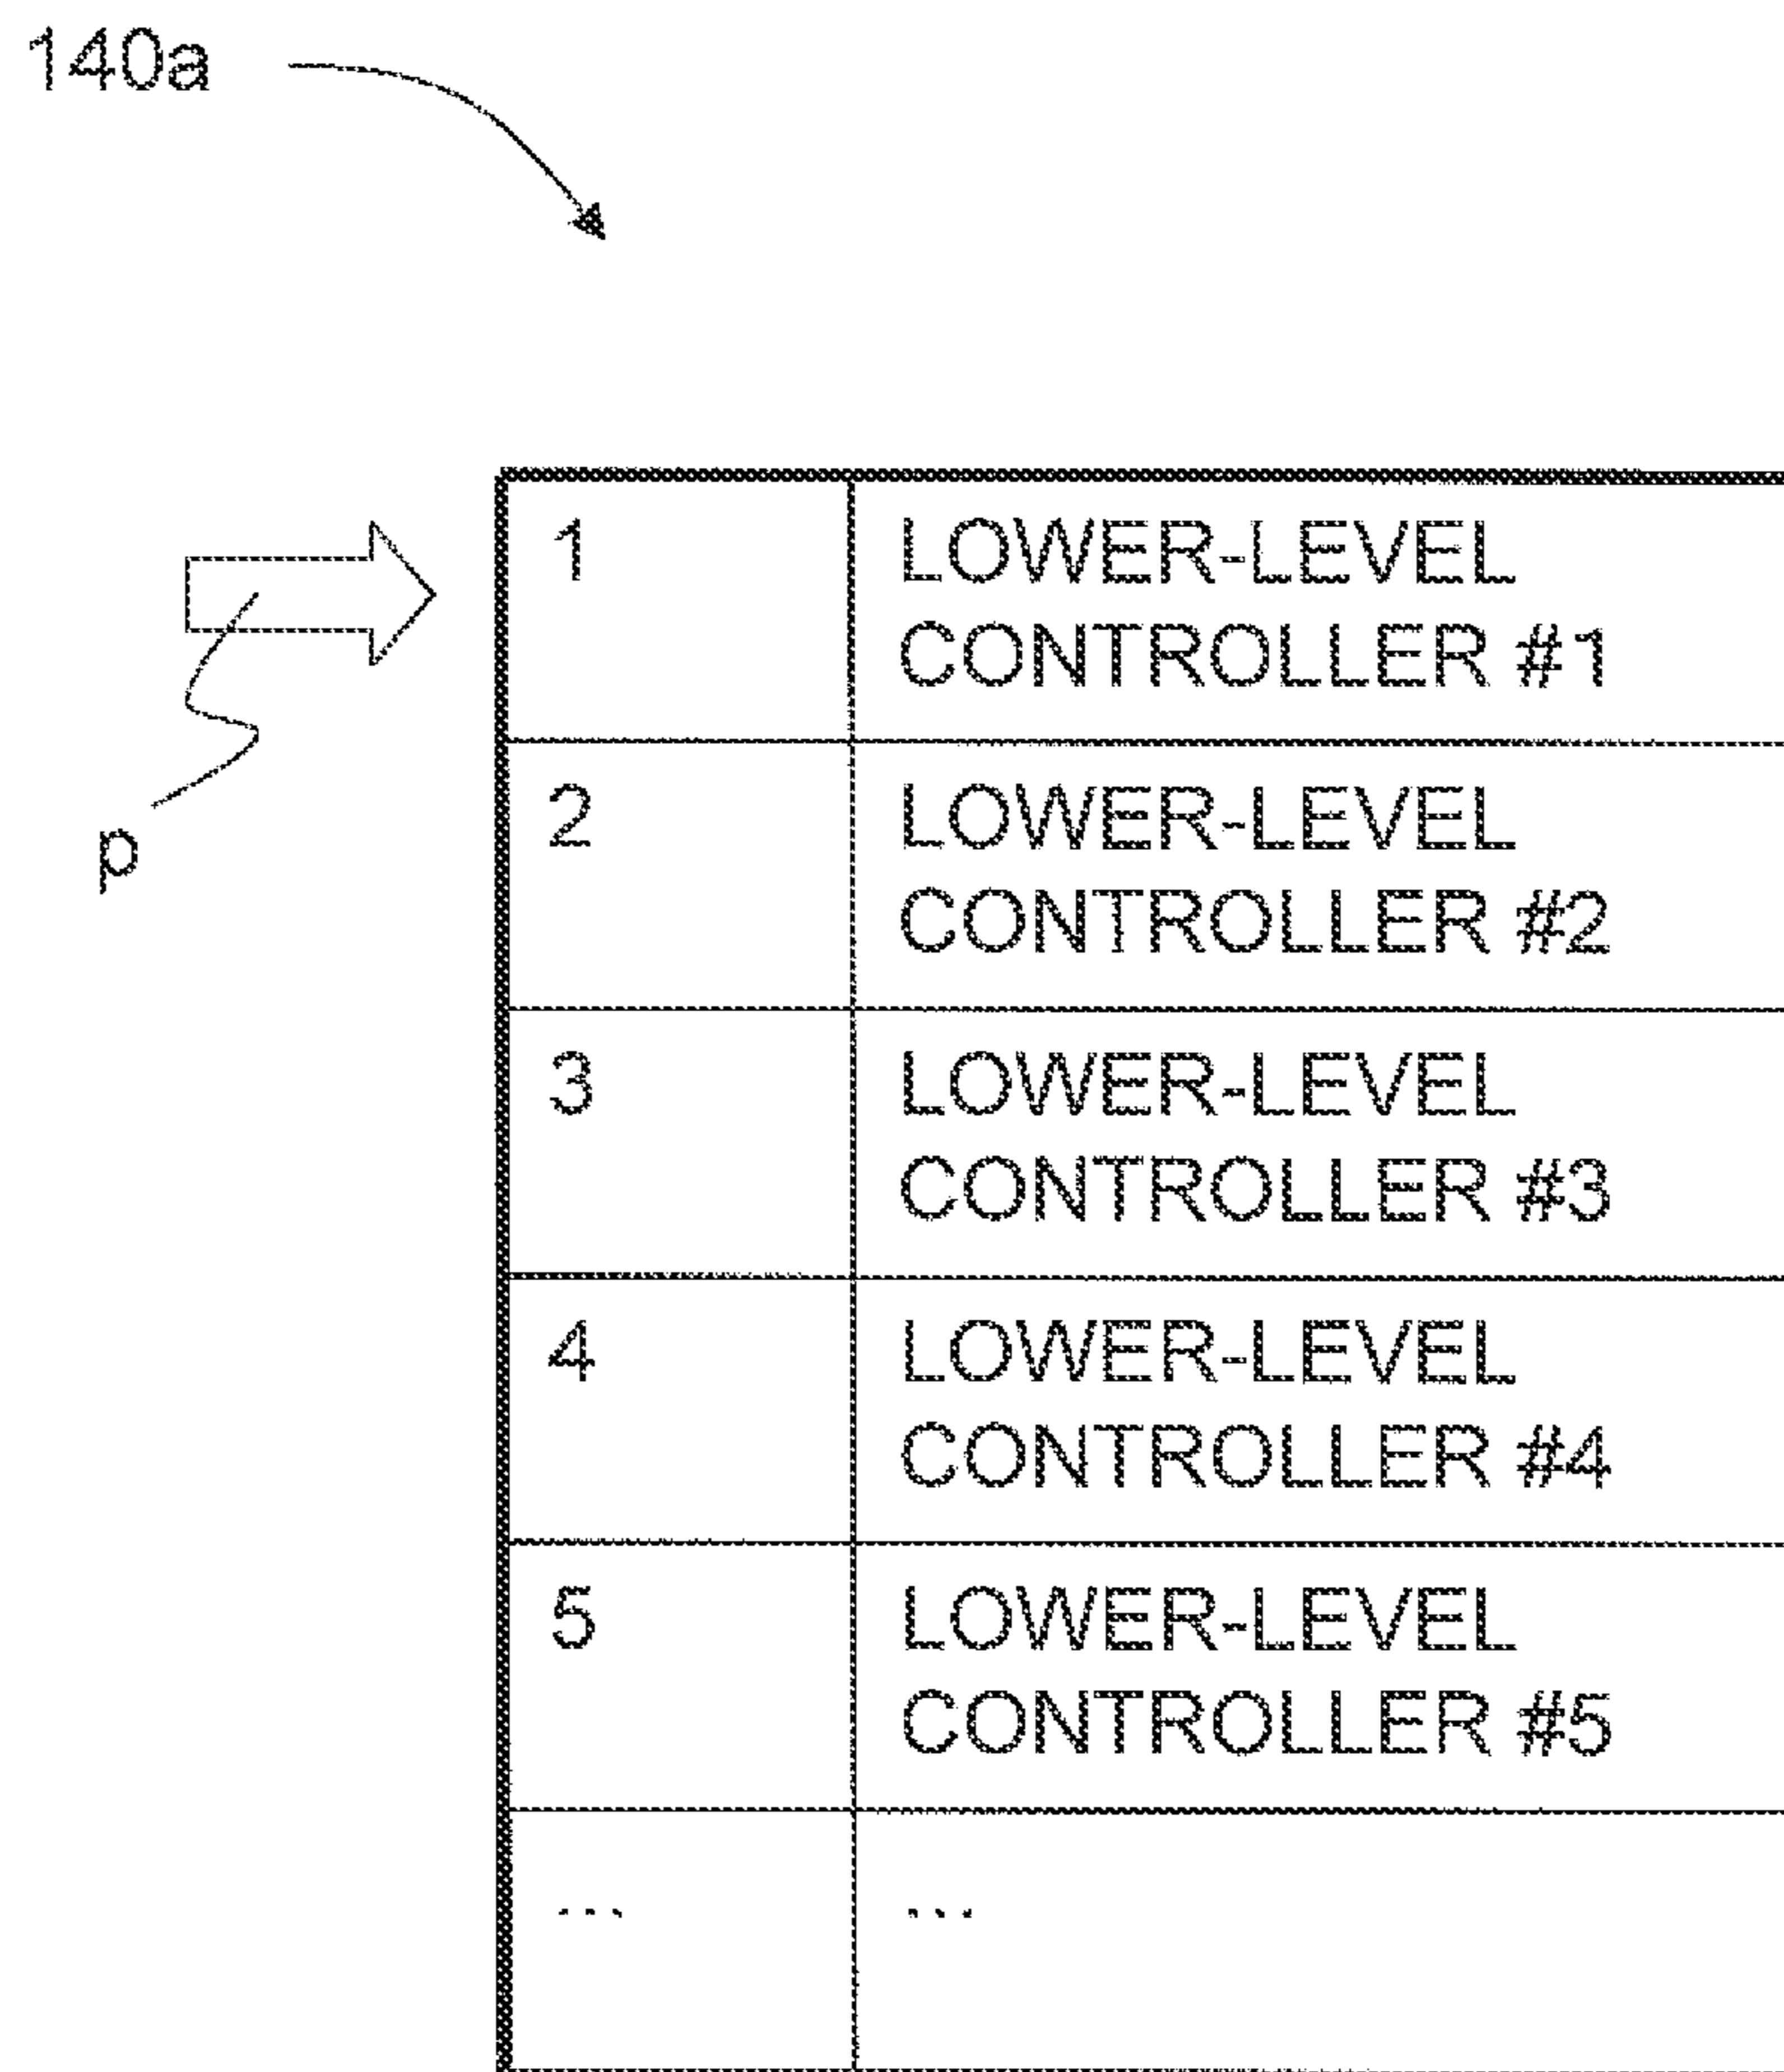 140a
1 LOWER-LEVEL
CONTROLLER #1
2 LOWER-LEVEL
CONTROLLER #2
p
3 LOWER-LEVEL
CONTROLLER #3
4 LOWER-LEVEL
CONTROLLER #4
5 LOWER-LEVEL
CONTROLLER #5
... ...